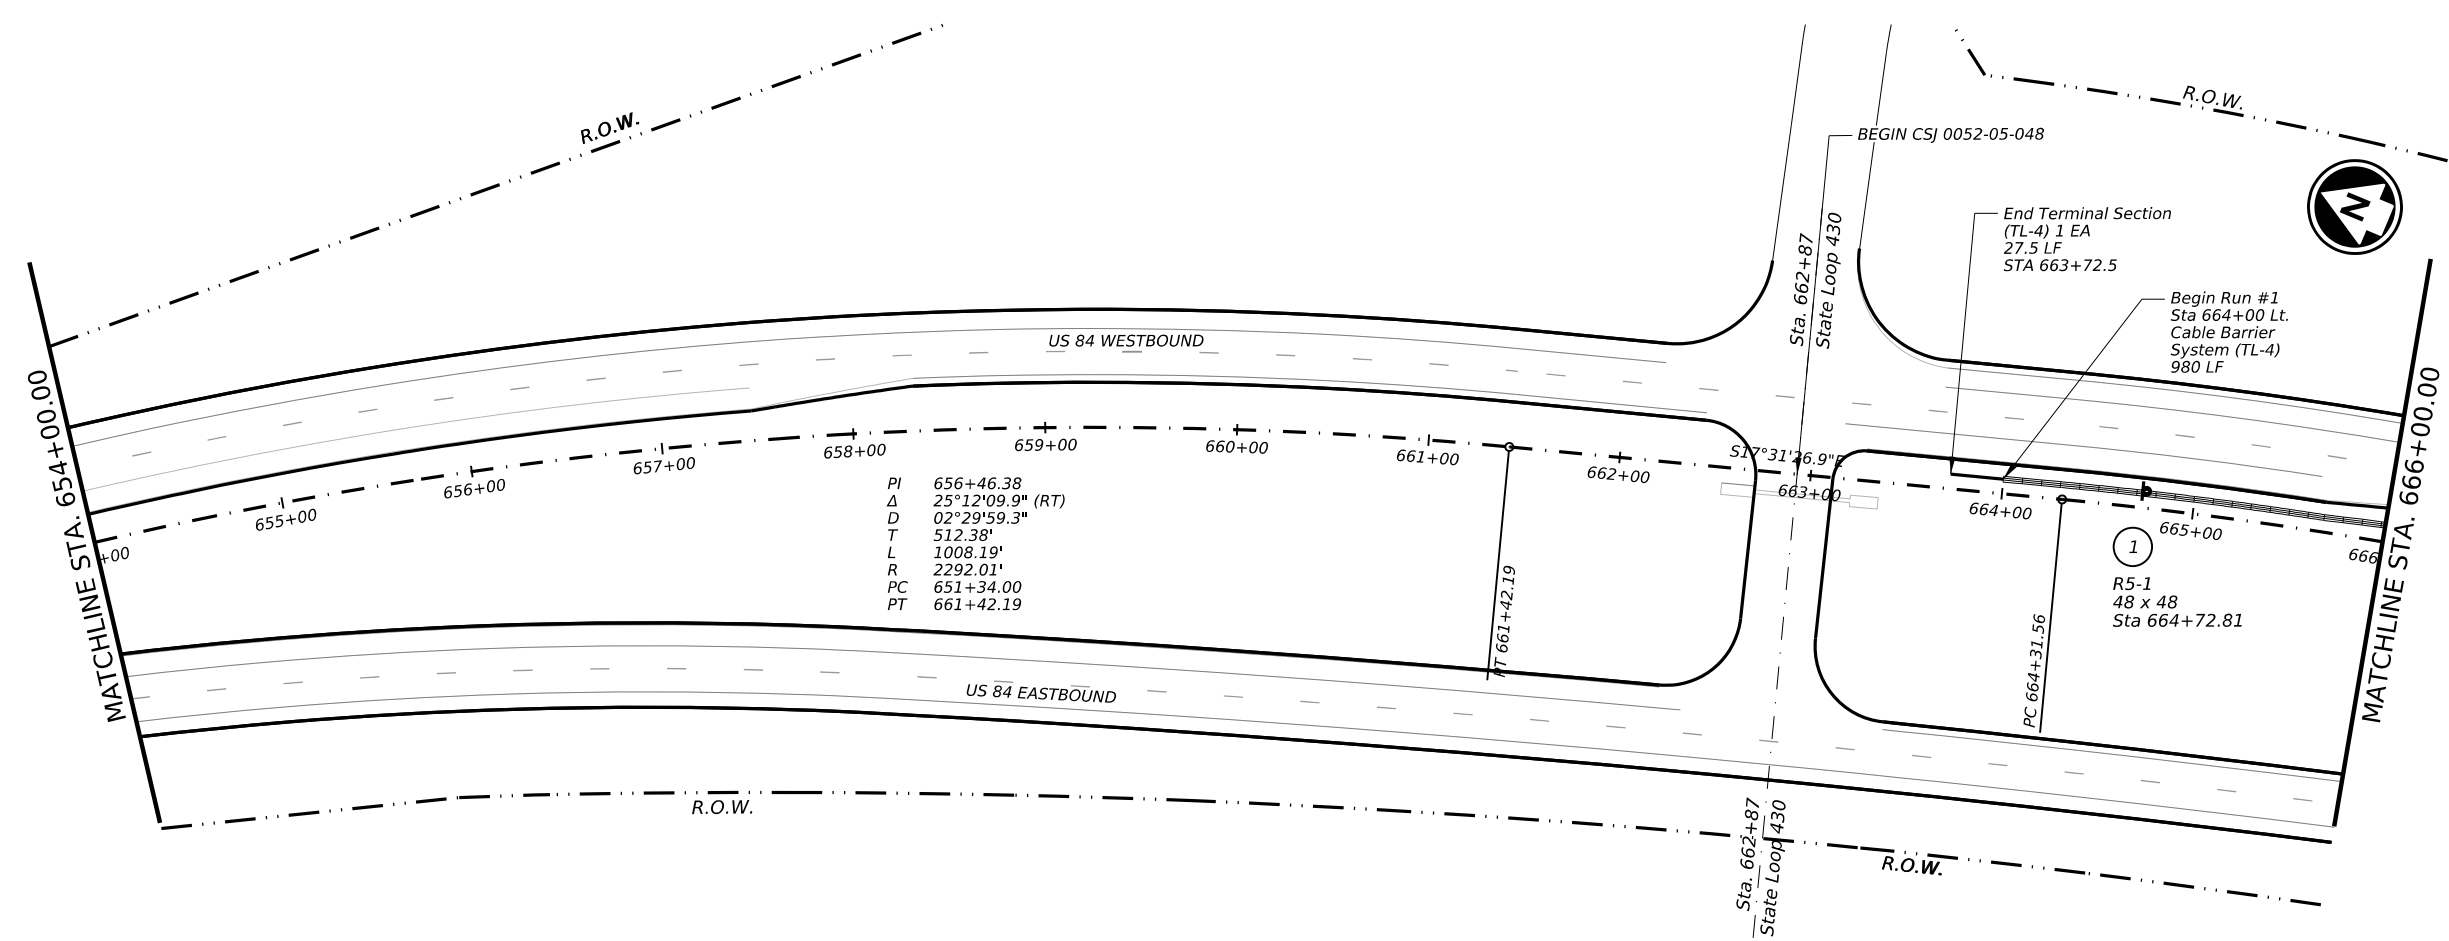 R.O.W.
R.O.W.
BEGIN CSJ 0052-05-048
N
End Terminal Section
(TL-4) 1 EA
27.5 LF
STA 663+72.5
Begin Run #1
Sta 664+00 Lt.
Cable Barrier
System (TL-4)
980 LF
Sta. 662+87
State Loop 430
US 84 WESTBOUND
MATCHLINE STA. 654+00.00
MATCHLINE STA. 666+00.00
+00
655+00
656+00
657+00
658+00
659+00
660+00
661+00
662+00
S17°31'26.9"E
663+00
664+00
665+00
666
PI 656+46.38
Δ 25°12'09.9" (RT)
D 02°29'59.3"
T 512.38'
L 1008.19'
R 2292.01'
PC 651+34.00
PT 661+42.19
PT 661+42.19
PC 664+31.56
1
R5-1
48 x 48
Sta 664+72.81
US 84 EASTBOUND
R.O.W.
Sta. 662+87
State Loop 430
R.O.W.